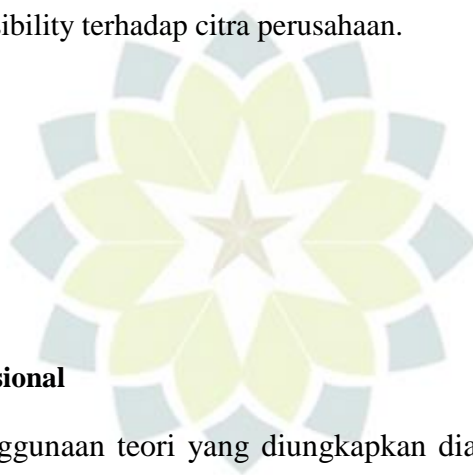 sibility terhadap citra perusahaan.
sional
ggunaan teori yang diungkapkan dia